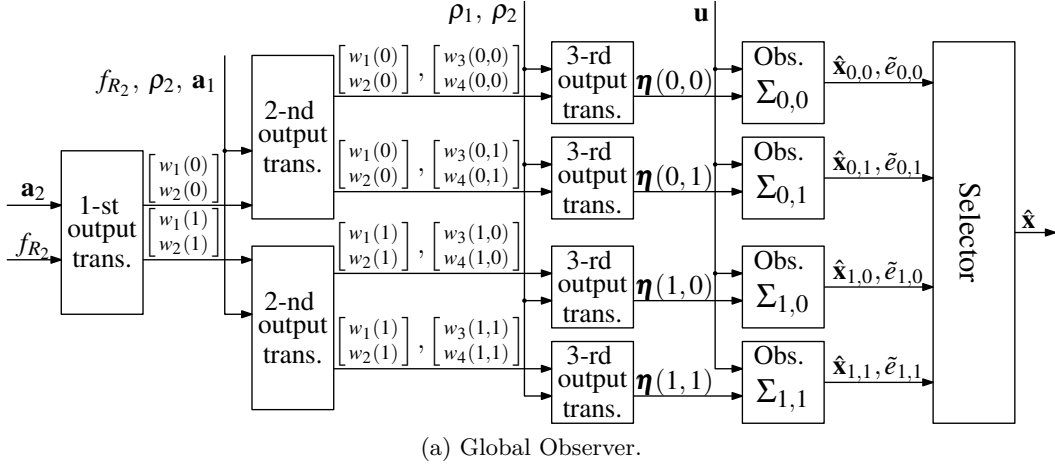 ρ₁, ρ₂
u
f_{R₂}, ρ₂, a₁
a₂
f_{R₂}
1-st
output
trans.
[w₁(0)
w₂(0)]
[w₁(1)
w₂(1)]
2-nd
output
trans.
2-nd
output
trans.
[w₁(0)
w₂(0)] , [w₃(0,0)
w₄(0,0)]
[w₁(0)
w₂(0)] , [w₃(0,1)
w₄(0,1)]
[w₁(1)
w₂(1)] , [w₃(1,0)
w₄(1,0)]
[w₁(1)
w₂(1)] , [w₃(1,1)
w₄(1,1)]
3-rd
output
trans.
3-rd
output
trans.
3-rd
output
trans.
3-rd
output
trans.
η(0,0)
η(0,1)
η(1,0)
η(1,1)
Obs.
Σ₀,₀
Obs.
Σ₀,₁
Obs.
Σ₁,₀
Obs.
Σ₁,₁
x̂₀,₀, ẽ₀,₀
x̂₀,₁, ẽ₀,₁
x̂₁,₀, ẽ₁,₀
x̂₁,₁, ẽ₁,₁
Selector
x̂
(a) Global Observer.